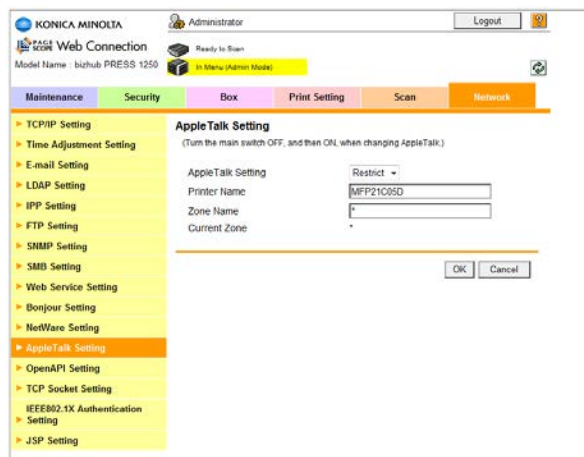 KONICA MINOLTA
Administrator
Logout
?
PAGE SCOPE Web Connection
Ready to Scan
Model Name : bizhub PRESS 1250
In Menu (Admin Mode)
Maintenance Security Box Print Setting Scan Network
TCP/IP Setting
Time Adjustment Setting
E-mail Setting
LDAP Setting
IPP Setting
FTP Setting
SNMP Setting
SMB Setting
Web Service Setting
Bonjour Setting
NetWare Setting
AppleTalk Setting
OpenAPI Setting
TCP Socket Setting
IEEE802.1X Authentication
Setting
JSP Setting
AppleTalk Setting
(Turn the main switch OFF, and then ON, when changing AppleTalk.)
AppleTalk Setting Restrict
Printer Name MFP21C05D
Zone Name *
Current Zone *
OK Cancel